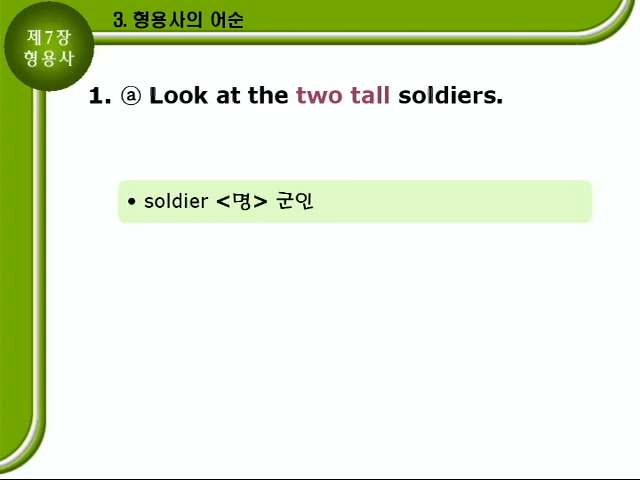 3. 형용사의 어순
제7장
형용사
1. ⓐ Look at the two tall soldiers.
• soldier <명> 군인